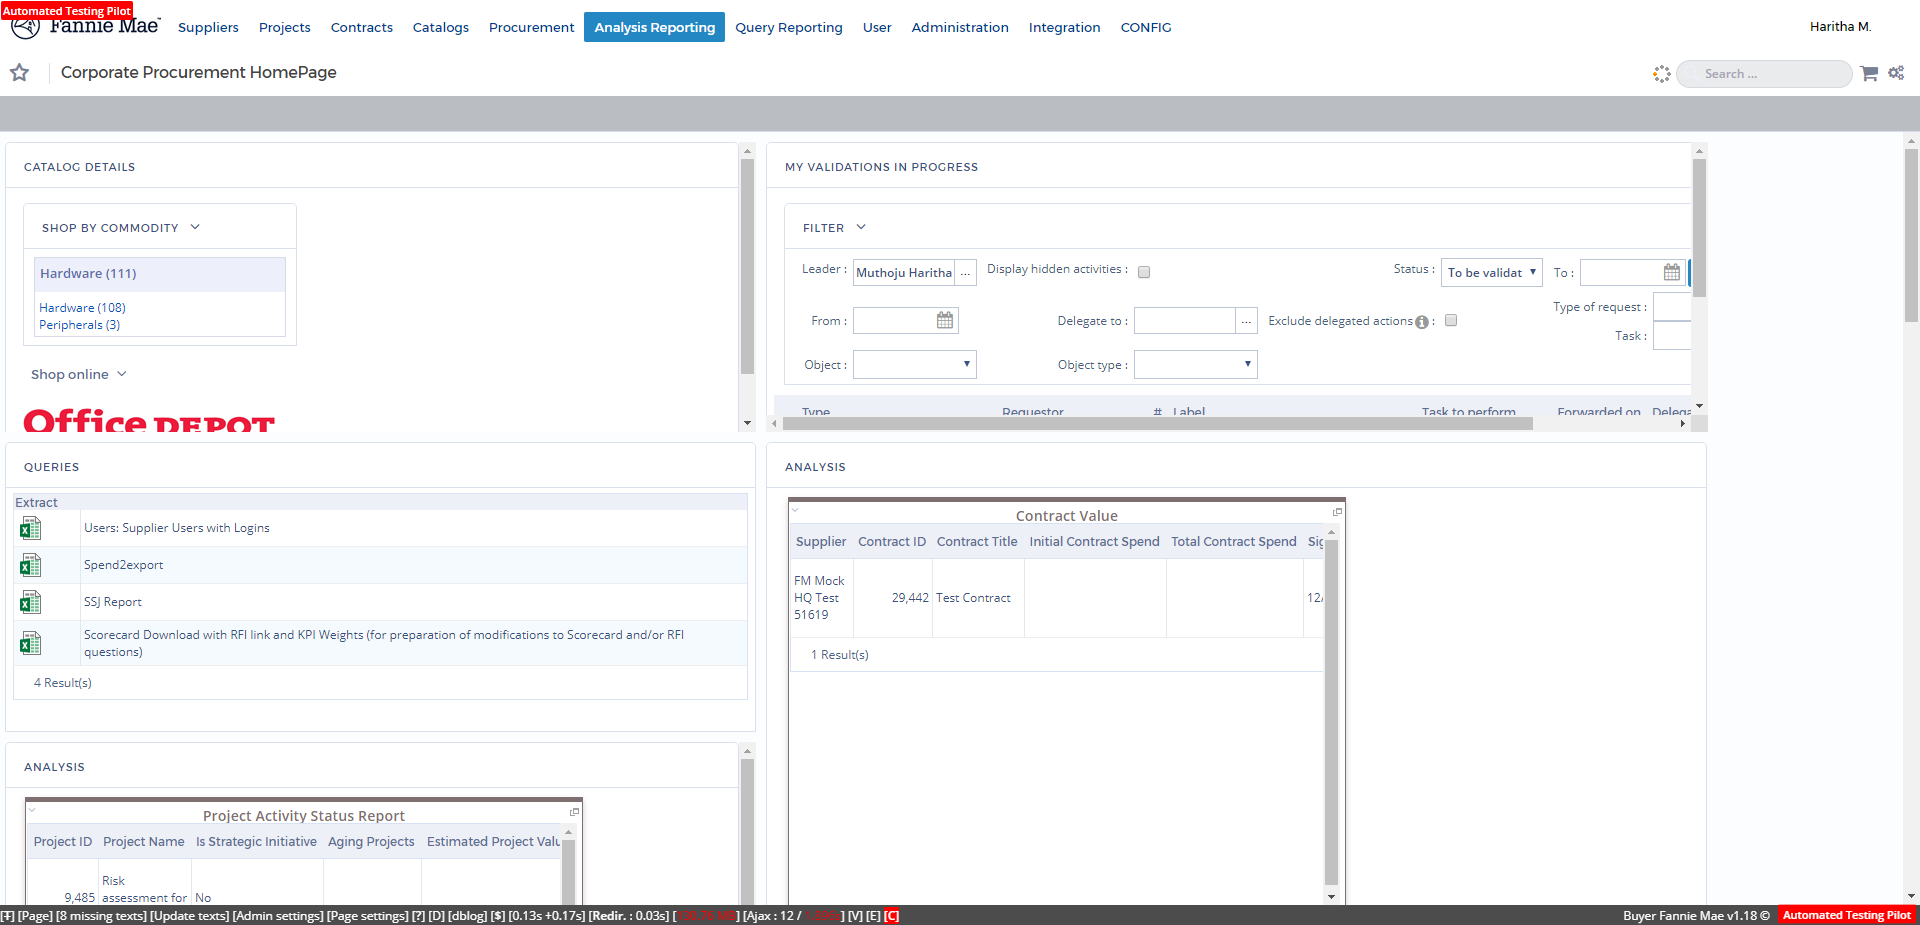 Automated Testing Pilot
Fannie Mae
Suppliers Projects Contracts Catalogs Procurement Analysis Reporting Query Reporting User Administration Integration CONFIG
Haritha M.
Corporate Procurement HomePage
Search ...
CATALOG DETAILS
SHOP BY COMMODITY
Hardware (111)
Hardware (108)
Peripherals (3)
Shop online
Office DEPOT
MY VALIDATIONS IN PROGRESS
FILTER
Leader : Muthoju Haritha ... Display hidden activities : Status : To be validat To :
From : Delegate to : ... Exclude delegated actions : Type of request :
Task :
Object : Object type :
Type Requestor # Label Task to perform Forwarded on Delega
QUERIES
Extract
Users: Supplier Users with Logins
Spend2export
SSJ Report
Scorecard Download with RFI link and KPI Weights (for preparation of modifications to Scorecard and/or RFI
questions)
4 Result(s)
ANALYSIS
Contract Value
Supplier Contract ID Contract Title Initial Contract Spend Total Contract Spend Sig
FM Mock
HQ Test
51619
29,442 Test Contract 12/
1 Result(s)
ANALYSIS
Project Activity Status Report
Project ID Project Name Is Strategic Initiative Aging Projects Estimated Project Valu
Risk
9,485 assessment for No
[T] [Page] [8 missing texts] [Update texts] [Admin settings] [Page settings] [?] [D] [dblog] [$] [0.13s +0.17s] [Redir. : 0.03s] [Ajax : 12 / ] [V] [E] [C]
Buyer Fannie Mae v1.18 ©
Automated Testing Pilot